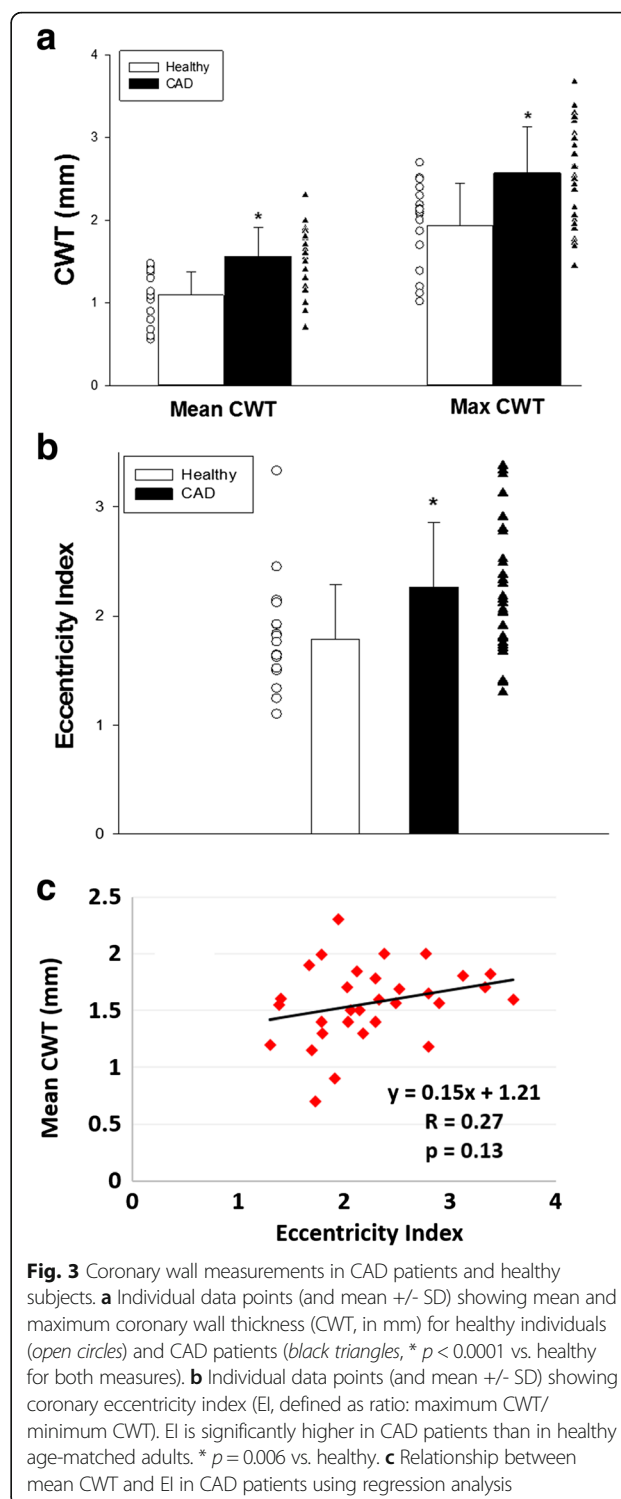 a
4
3
2
1
0
CWT (mm)
Healthy
CAD
*
*
Mean CWT
Max CWT
b
3
2
1
0
Eccentricity Index
Healthy
CAD
*
c
2.5
2
1.5
1
0.5
0
Mean CWT (mm)
y = 0.15x + 1.21
R = 0.27
p = 0.13
0 1 2 3 4
Eccentricity Index
Fig. 3 Coronary wall measurements in CAD patients and healthy
subjects. a Individual data points (and mean +/- SD) showing mean and
maximum coronary wall thickness (CWT, in mm) for healthy individuals
(open circles) and CAD patients (black triangles, * p < 0.0001 vs. healthy
for both measures). b Individual data points (and mean +/- SD) showing
coronary eccentricity index (EI, defined as ratio: maximum CWT/
minimum CWT). EI is significantly higher in CAD patients than in healthy
age-matched adults. * p = 0.006 vs. healthy. c Relationship between
mean CWT and EI in CAD patients using regression analysis